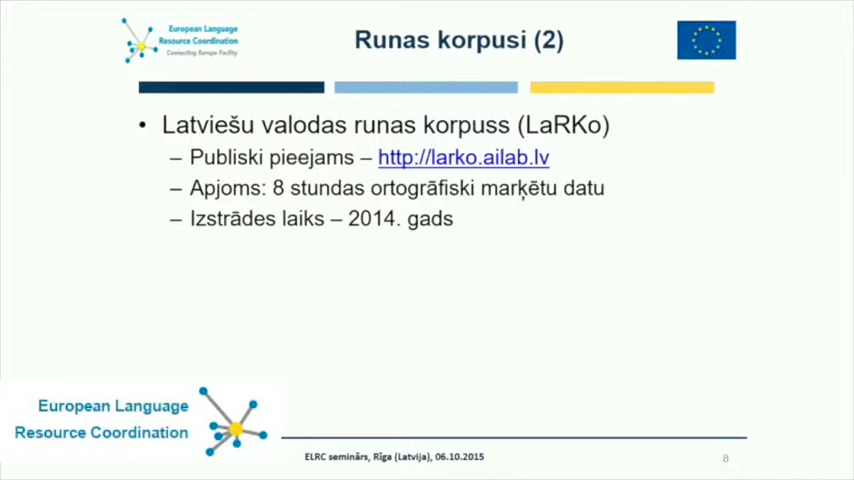 European Language
Resource Coordination
Connecting Europe Facility
Runas korpusi (2)
• Latviešu valodas runas korpuss (LaRKo)
– Publiski pieejams – http://larko.ailab.lv
– Apjoms: 8 stundas ortogrāfiski marķētu datu
– Izstrādes laiks – 2014. gads
European Language
Resource Coordination
ELRC seminārs, Rīga (Latvija), 06.10.2015
8